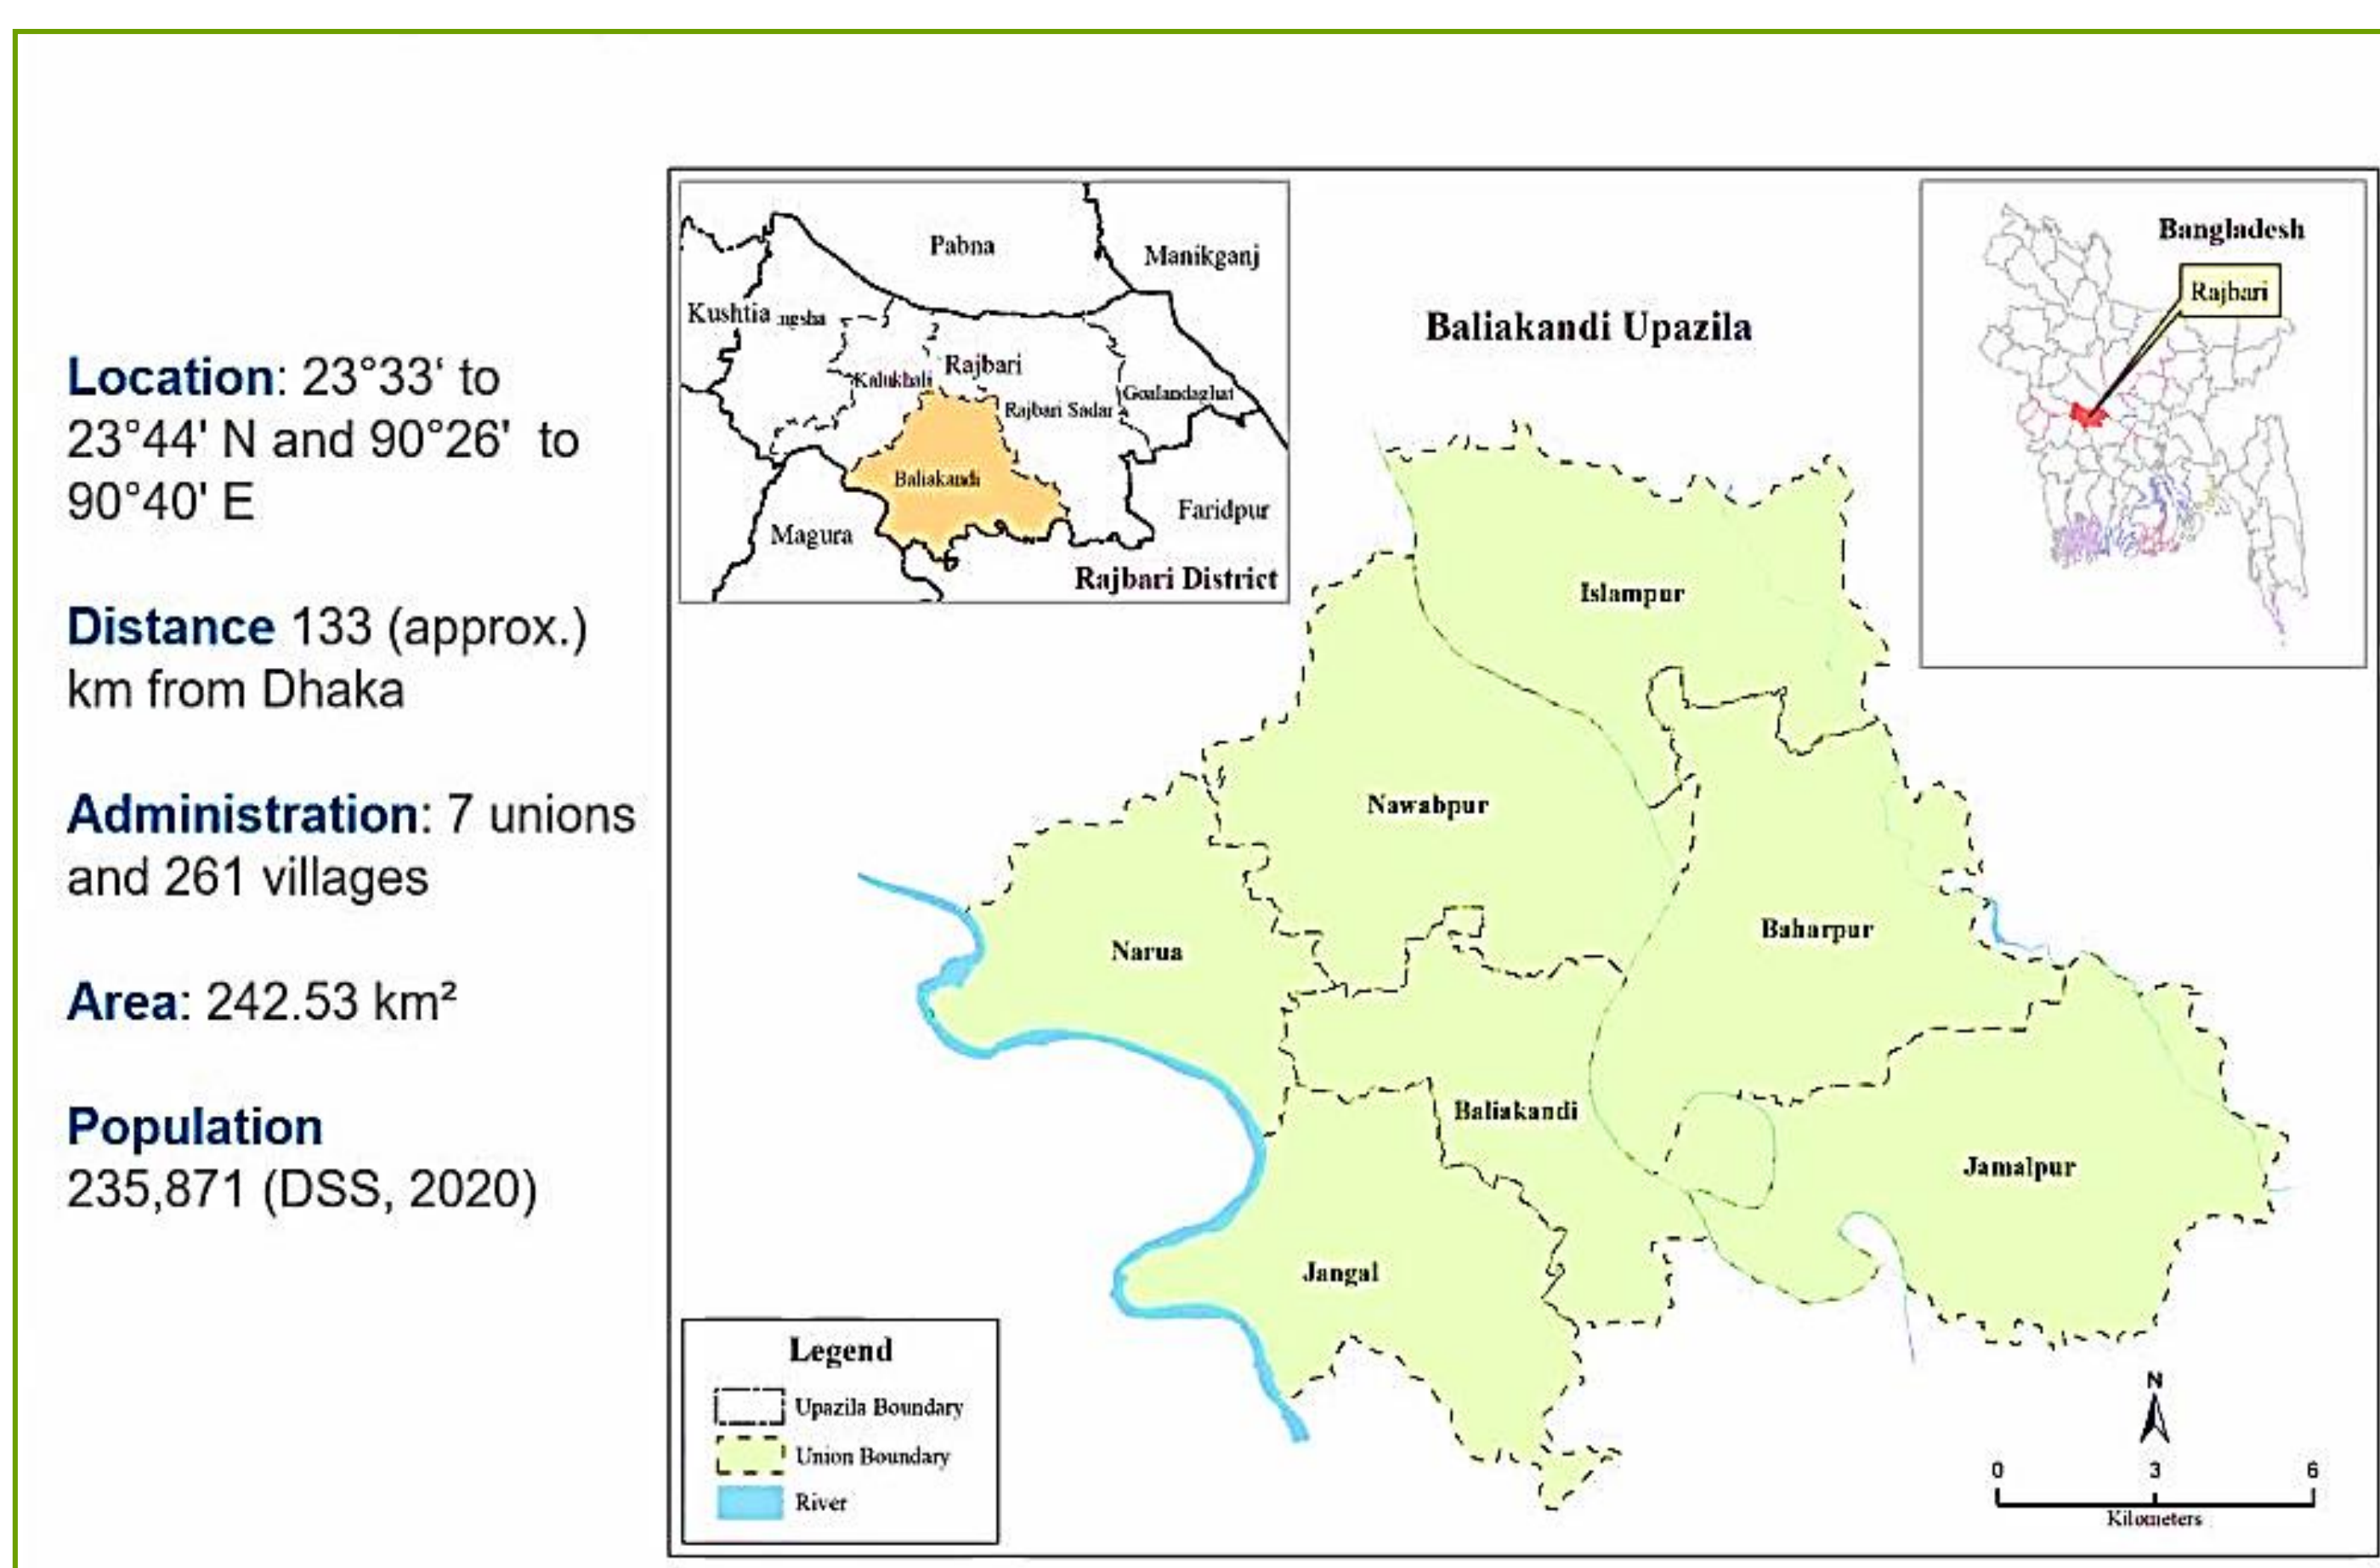 Location: 23°33‘ to
23°44' N and 90°26' to
90°40' E
Distance 133 (approx.)
km from Dhaka
Administration: 7 unions
and 261 villages
Area: 242.53 km²
Population
235,871 (DSS, 2020)
Pabna
Manikganj
Kushtia
ngsha
Rajbari
Kalukhali
Goalandaghat
Rajbari Sadar
Baliakandi
Faridpur
Magura
Rajbari District
Baliakandi Upazila
Bangladesh
Rajbari
Islampur
Nawabpur
Baharpur
Narua
Baliakandi
Jamalpur
Jangal
Legend
Upazila Boundary
Union Boundary
River
N
0 3 6
Kilometers